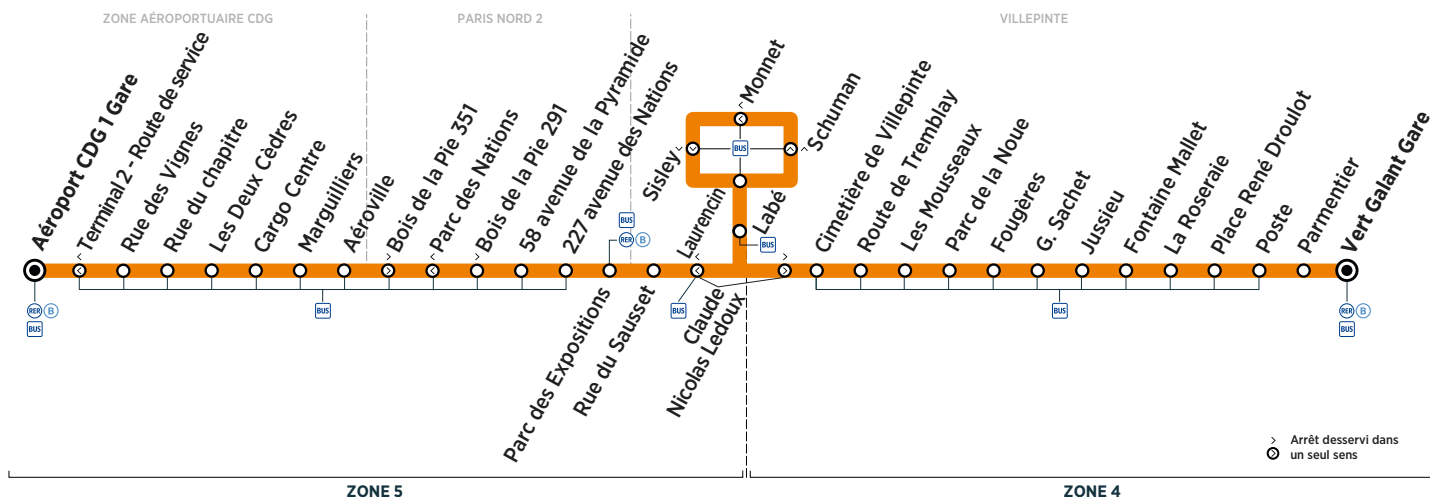 ZONE AÉROPORTUAIRE CDG
PARIS NORD 2
VILLEPINTE
Aéroport CDG 1 Gare
Terminal 2 - Route de service
Rue des Vignes
Rue du chapitre
Les Deux Cèdres
Cargo Centre
Marguilliers
Aéroville
Bois de la Pie 351
Parc des Nations
Bois de la Pie 291
58 avenue de la Pyramide
227 avenue des Nations
Parc des Expositions
Rue du Sausset
Claude
Nicolas Ledoux
Laurencin
Labé
Sisley
Monnet
Schuman
Cimetière de Villepinte
Route de Tremblay
Les Mousseaux
Parc de la Noue
Fougères
G. Sachet
Jussieu
Fontaine Mallet
La Roseraie
Place René Droulot
Poste
Parmentier
Vert Galant Gare
BUS
BUS
RER B
BUS
RER B
BUS
BUS
BUS
BUS
BUS
RER B
BUS
Arrêt desservi dans
un seul sens
ZONE 5
ZONE 4